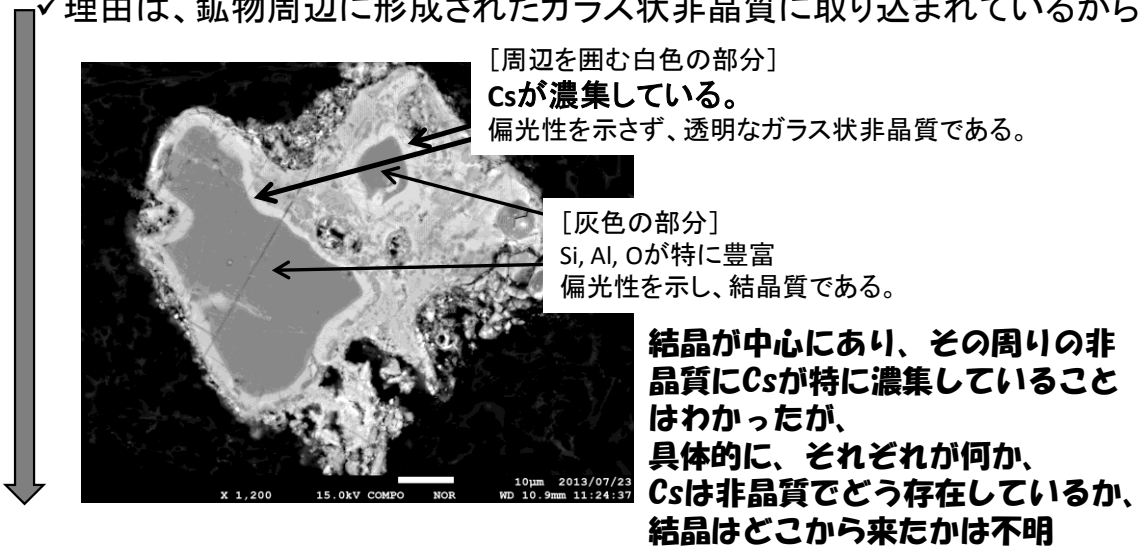 ✓理由は、鉱物周辺に形成されたガラス状非晶質に取り込まれているから
[周辺を囲む白色の部分]
Csが濃集している。
偏光性を示さず、透明なガラス状非晶質である。
[灰色の部分]
Si, Al, Oが特に豊富
偏光性を示し、結晶質である。
結晶が中心にあり、その周りの非
晶質にCsが特に濃集していること
はわかったが、
具体的に、それぞれが何か、
Csは非晶質でどう存在しているか、
結晶はどこから来たかは不明
10μm 2013/07/23
X 1,200 15.0kV COMPO NOR WD 10.9mm 11:24:37